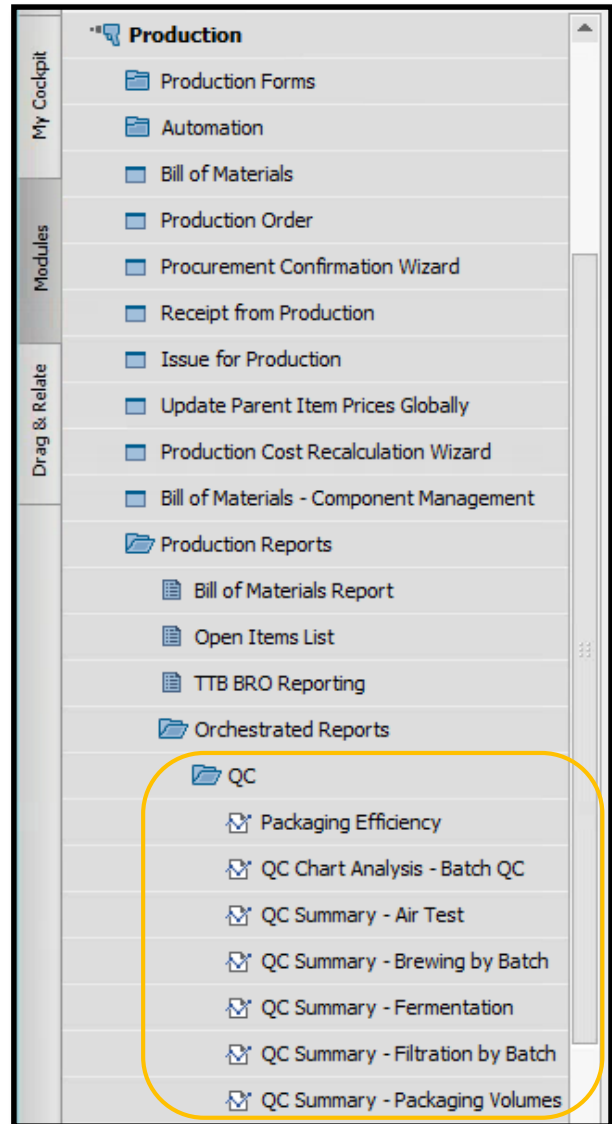 My Cockpit
Modules
Drag & Relate
Production
Production Forms
Automation
Bill of Materials
Production Order
Procurement Confirmation Wizard
Receipt from Production
Issue for Production
Update Parent Item Prices Globally
Production Cost Recalculation Wizard
Bill of Materials - Component Management
Production Reports
Bill of Materials Report
Open Items List
TTB BRO Reporting
Orchestrated Reports
QC
Packaging Efficiency
QC Chart Analysis - Batch QC
QC Summary - Air Test
QC Summary - Brewing by Batch
QC Summary - Fermentation
QC Summary - Filtration by Batch
QC Summary - Packaging Volumes